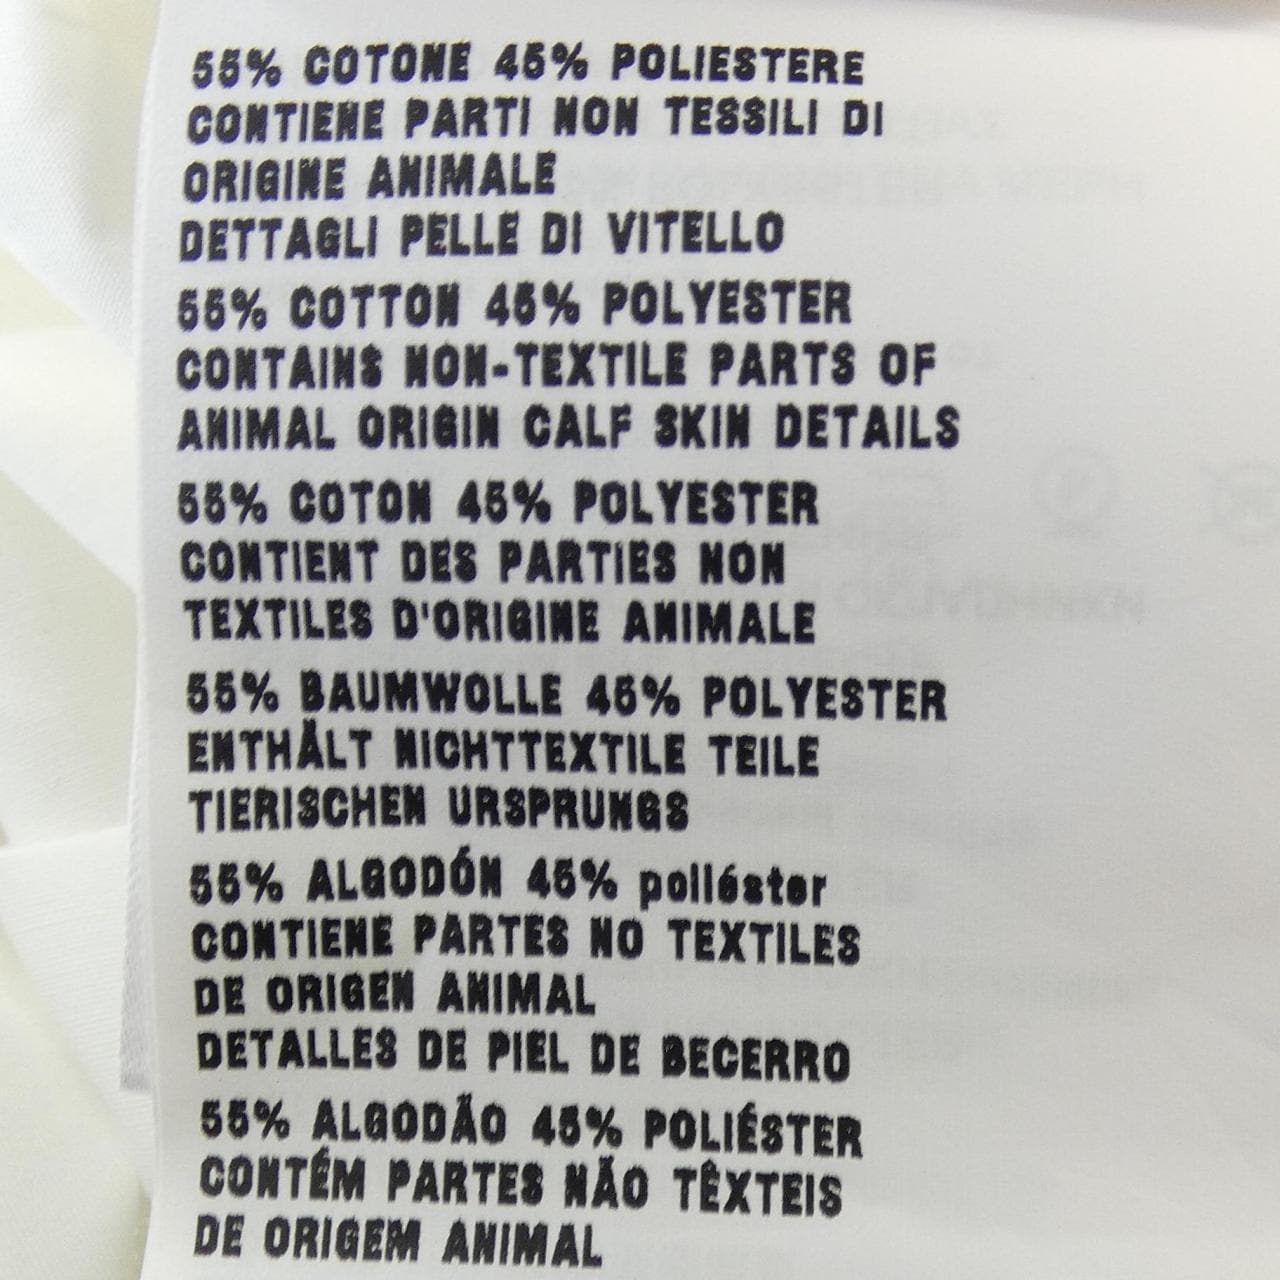 55% COTONE 45% POLIESTERE
CONTIENE PARTI NON TESSILI DI
ORIGINE ANIMALE
DETTAGLI PELLE DI VITELLO
55% COTTON 45% POLYESTER
CONTAINS NON-TEXTILE PARTS OF
ANIMAL ORIGIN CALF SKIN DETAILS
55% COTON 45% POLYESTER
CONTIENT DES PARTIES NON
TEXTILES D'ORIGINE ANIMALE
55% BAUMWOLLE 45% POLYESTER
ENTHÄLT NICHTTEXTILE TEILE
TIERISCHEN URSPRUNGS
55% ALGODÓN 45% poliéster
CONTIENE PARTES NO TEXTILES
DE ORIGEN ANIMAL
DETALLES DE PIEL DE BECERRO
55% ALGODÃO 45% POLIÉSTER
CONTÉM PARTES NÃO TÊXTEIS
DE ORIGEM ANIMAL